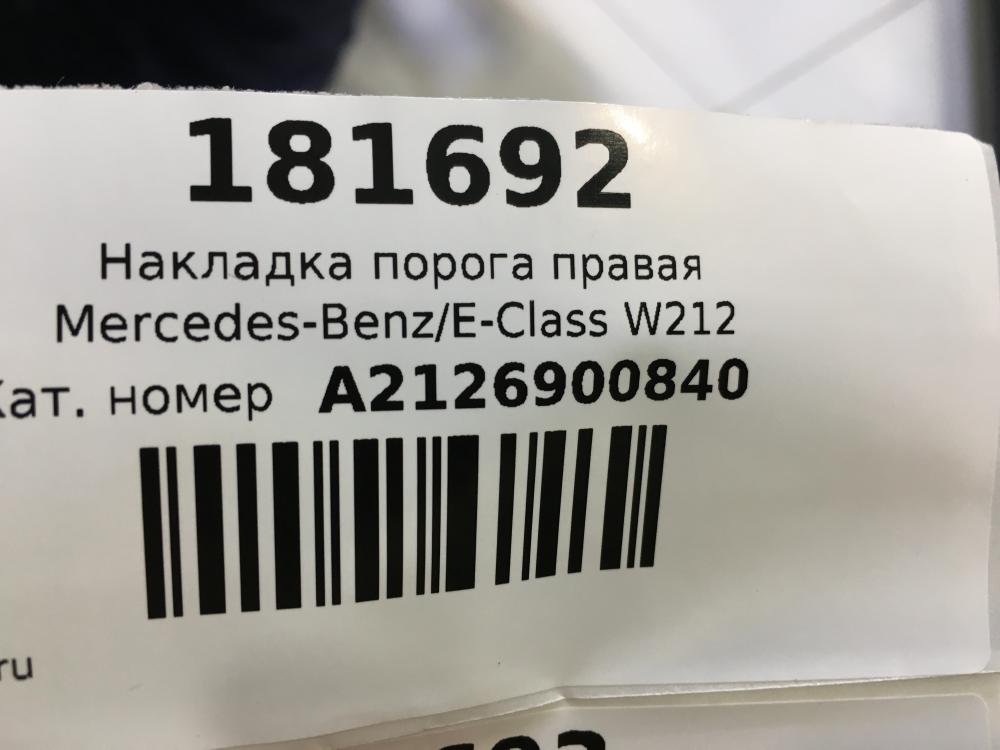 181692
Накладка порога правая
Mercedes-Benz/E-Class W212
Кат. номер A2126900840
ru